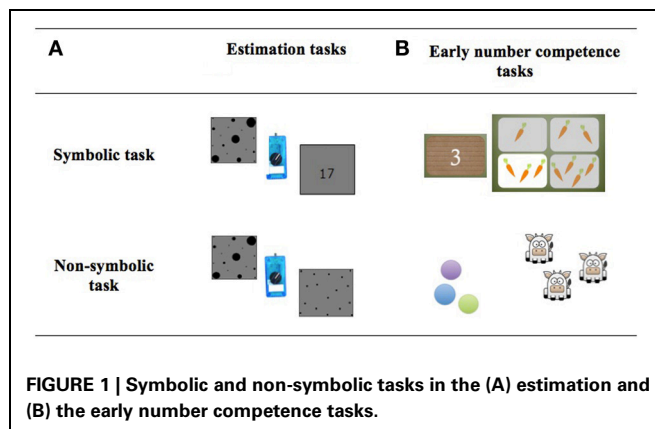 A Estimation tasks B Early number competence
tasks
Symbolic task
17
3
Non-symbolic
task
FIGURE 1 | Symbolic and non-symbolic tasks in the (A) estimation and
(B) the early number competence tasks.